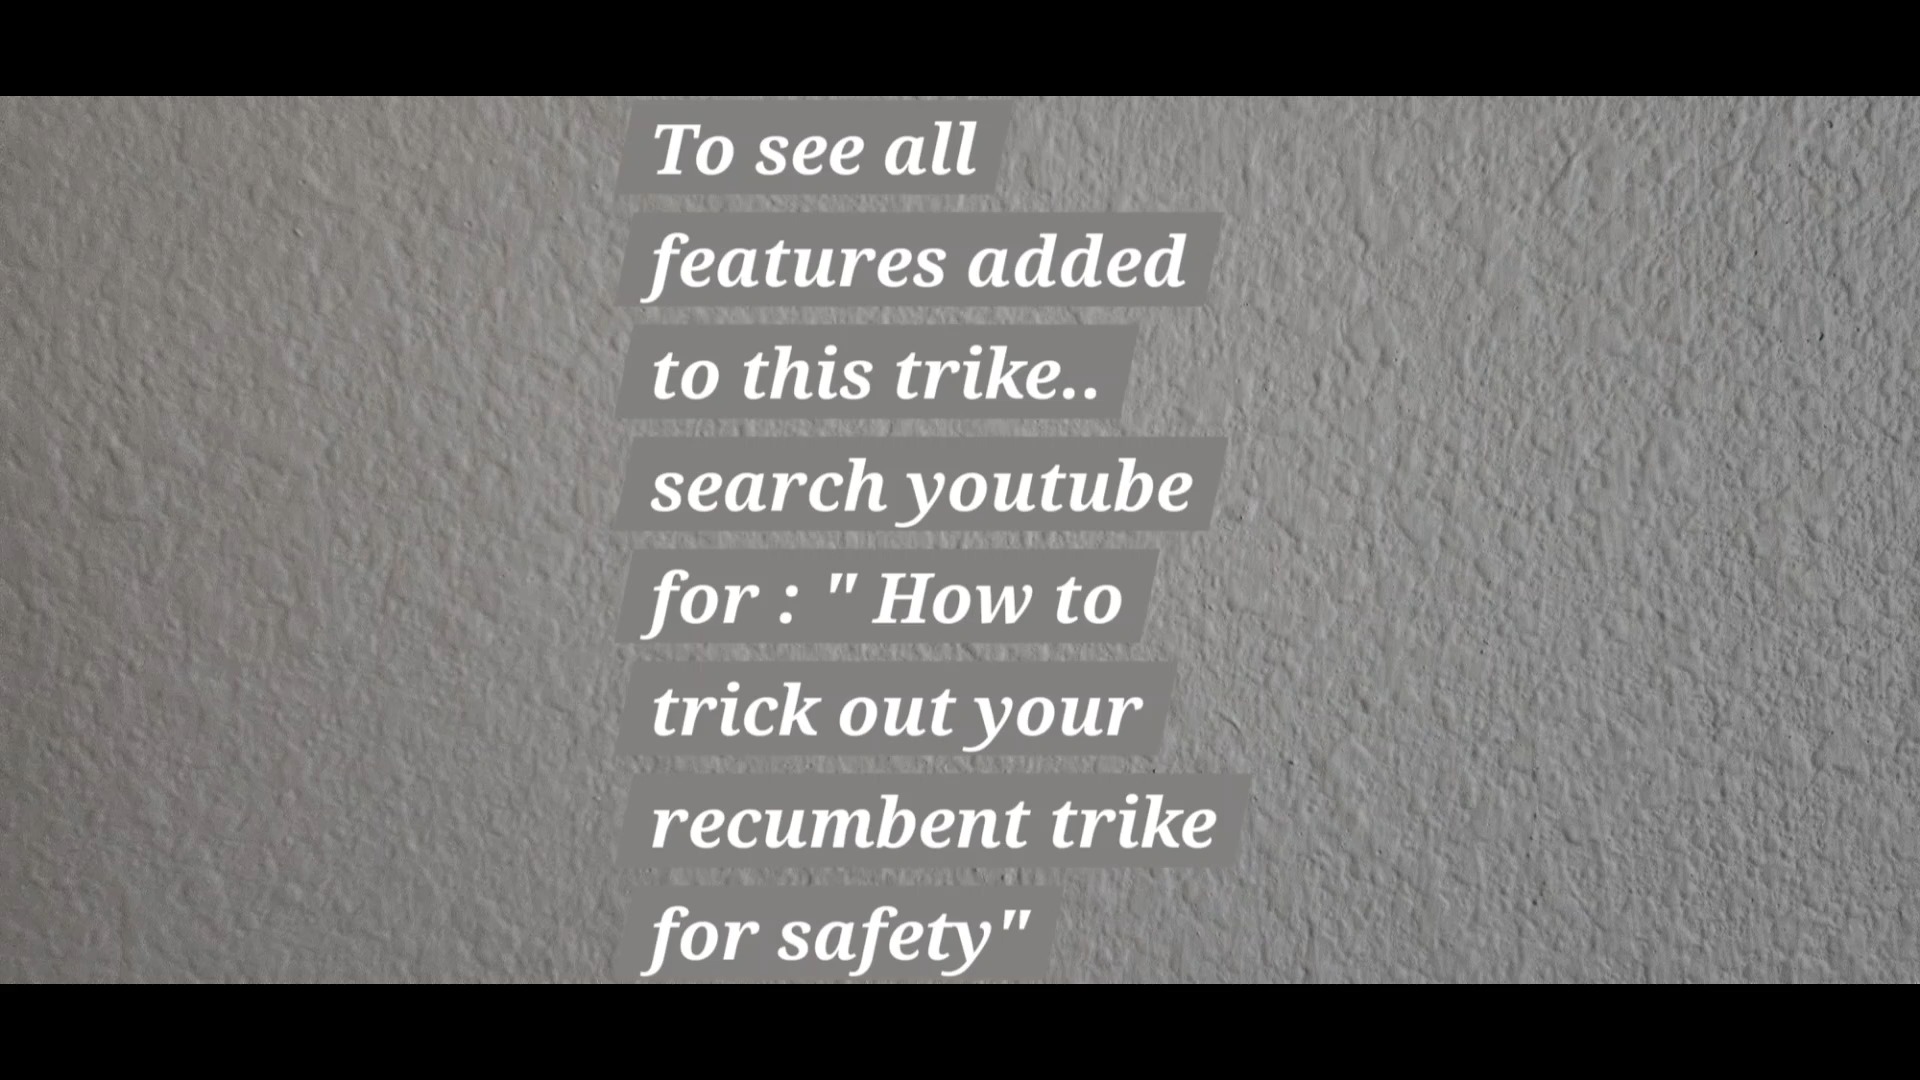 To see all
features added
to this trike..
search youtube
for : " How to
trick out your
recumbent trike
for safety"